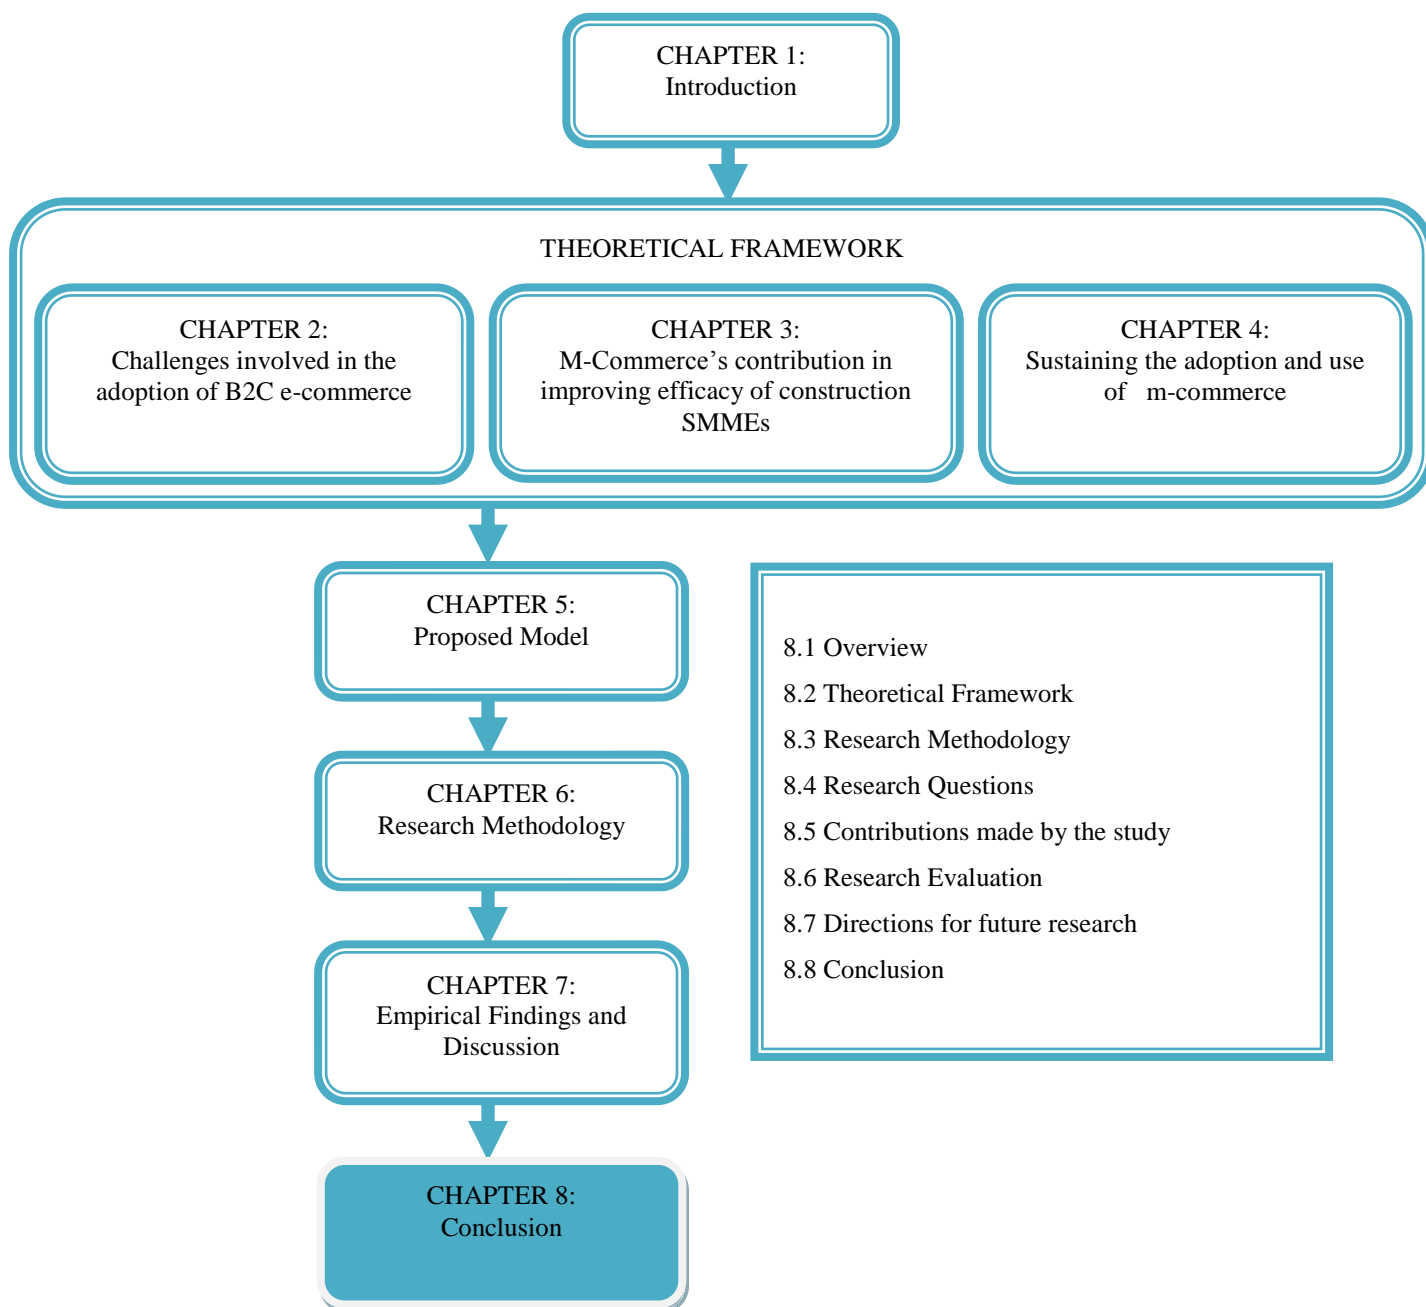 CHAPTER 1:
Introduction
THEORETICAL FRAMEWORK
CHAPTER 2:
Challenges involved in the
adoption of B2C e-commerce
CHAPTER 3:
M-Commerce’s contribution in
improving efficacy of construction
SMMEs
CHAPTER 4:
Sustaining the adoption and use
of m-commerce
CHAPTER 5:
Proposed Model
CHAPTER 6:
Research Methodology
CHAPTER 7:
Empirical Findings and
Discussion
CHAPTER 8:
Conclusion
8.1 Overview
8.2 Theoretical Framework
8.3 Research Methodology
8.4 Research Questions
8.5 Contributions made by the study
8.6 Research Evaluation
8.7 Directions for future research
8.8 Conclusion